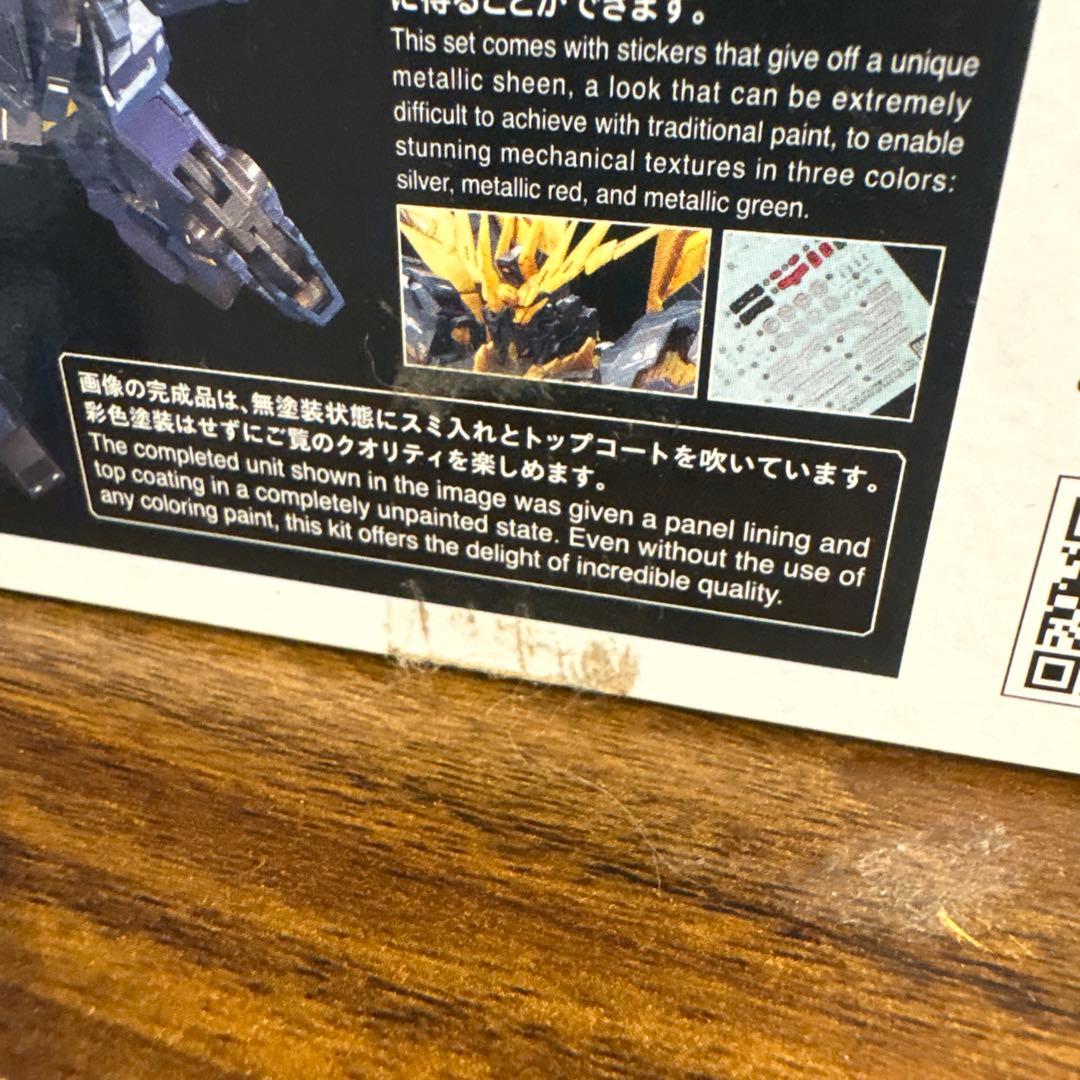 に得ることができます。
This set comes with stickers that give off a unique
metallic sheen, a look that can be extremely
difficult to achieve with traditional paint, to enable
stunning mechanical textures in three colors:
silver, metallic red, and metallic green.
画像の完成品は、無塗装状態にスミ入れとトップコートを吹いています。
彩色塗装はせずにご覧のクオリティを楽しめます。
The completed unit shown in the image was given a panel lining and
top coating in a completely unpainted state. Even without the use of
any coloring paint, this kit offers the delight of incredible quality.